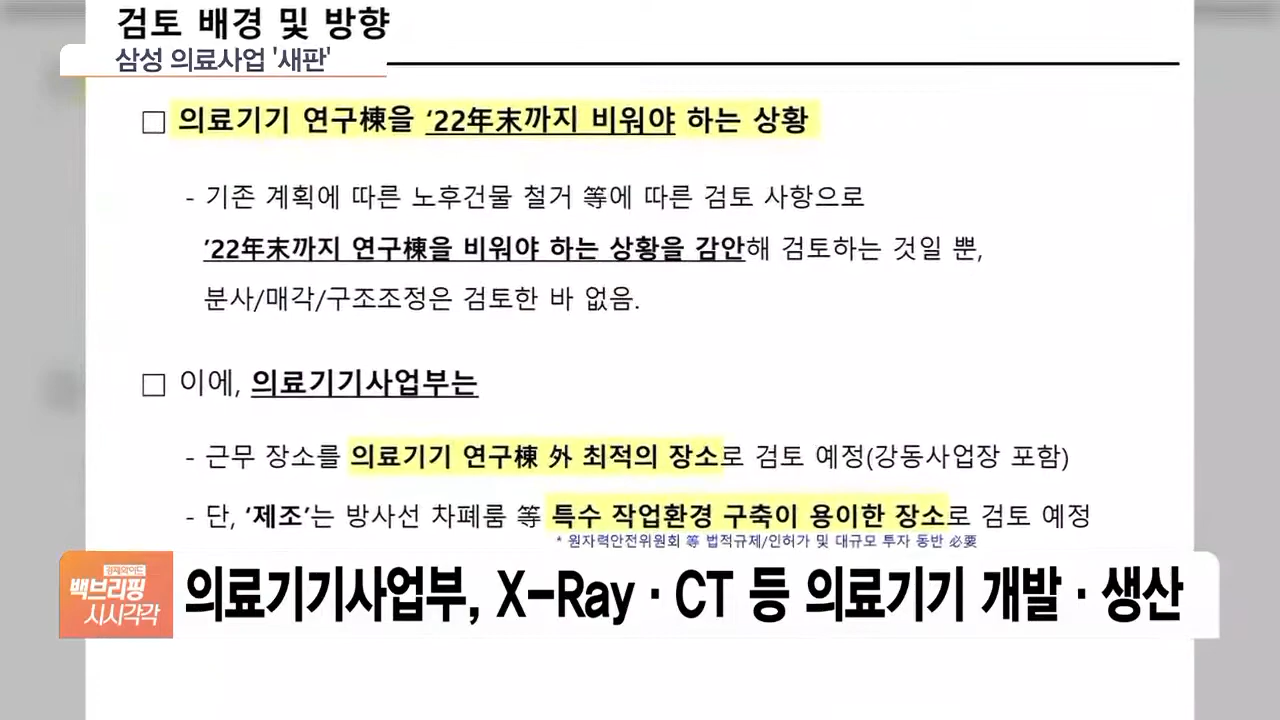 검토 배경 및 방향
삼성 의료사업 '새판'
□ 의료기기 연구棟을 ‘22年末까지 비워야 하는 상황
- 기존 계획에 따른 노후건물 철거 等에 따른 검토 사항으로
’22年末까지 연구棟을 비워야 하는 상황을 감안해 검토하는 것일 뿐,
분사/매각/구조조정은 검토한 바 없음.
□ 이에, 의료기기사업부는
- 근무 장소를 의료기기 연구棟 外 최적의 장소로 검토 예정(강동사업장 포함)
- 단, ‘제조’는 방사선 차폐룸 等 특수 작업환경 구축이 용이한 장소로 검토 예정
* 원자력안전위원회 等 법적규제/인허가 및 대규모 투자 동반 必要
경제와이드
백브리핑
시시각각
의료기기사업부, X-Ray·CT 등 의료기기 개발·생산